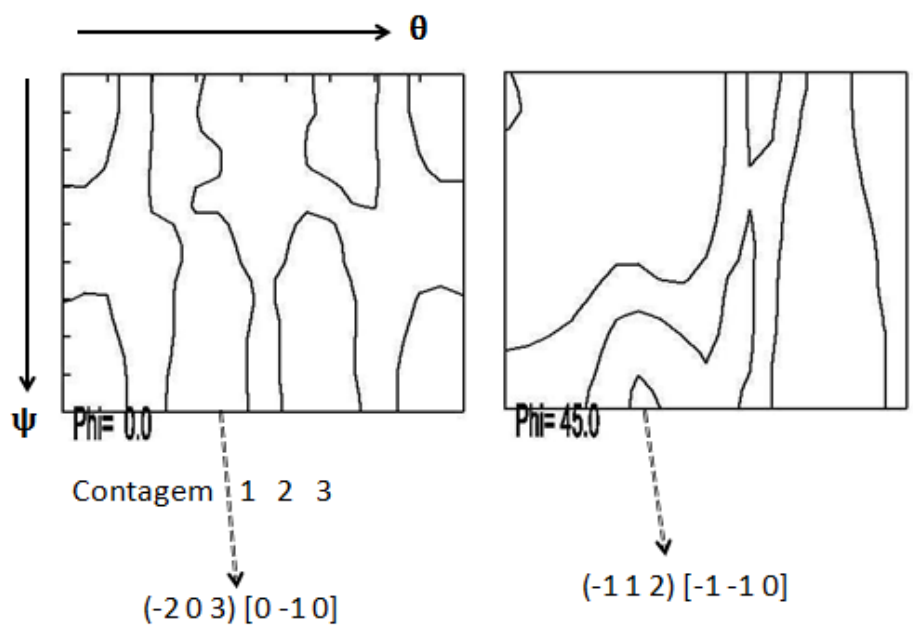 θ
ψ
Phi= 0.0
Phi= 45.0
Contagem 1 2 3
(-2 0 3) [0 -1 0]
(-1 1 2) [-1 -1 0]